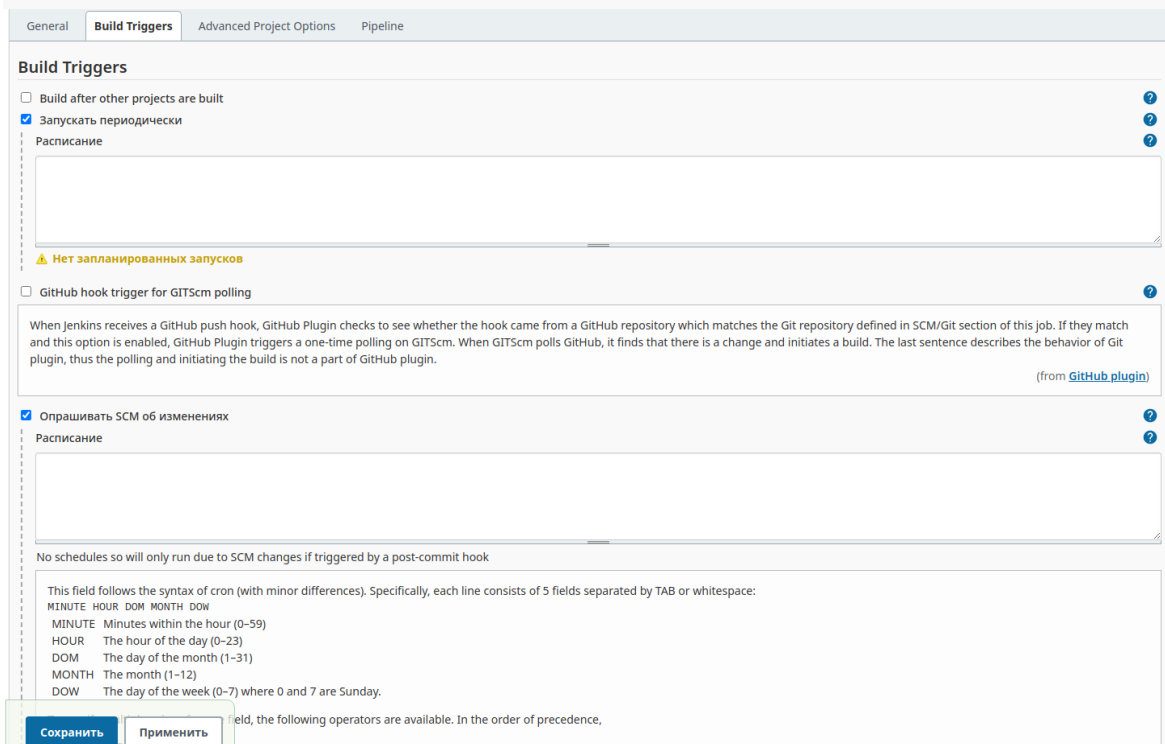 General Build Triggers Advanced Project Options Pipeline
Build Triggers
Build after other projects are built
Запускать периодически
Расписание
Нет запланированных запусков
GitHub hook trigger for GITScm polling
When Jenkins receives a GitHub push hook, GitHub Plugin checks to see whether the hook came from a GitHub repository which matches the Git repository defined in SCM/Git section of this job. If they match
and this option is enabled, GitHub Plugin triggers a one-time polling on GITScm. When GITScm polls GitHub, it finds that there is a change and initiates a build. The last sentence describes the behavior of Git
plugin, thus the polling and initiating the build is not a part of GitHub plugin.
(from GitHub plugin)
Опрашивать SCM об изменениях
Расписание
No schedules so will only run due to SCM changes if triggered by a post-commit hook
This field follows the syntax of cron (with minor differences). Specifically, each line consists of 5 fields separated by TAB or whitespace:
MINUTE HOUR DOM MONTH DOW
MINUTE Minutes within the hour (0–59)
HOUR The hour of the day (0–23)
DOM The day of the month (1–31)
MONTH The month (1–12)
DOW The day of the week (0–7) where 0 and 7 are Sunday.
field, the following operators are available. In the order of precedence,
Сохранить Применить